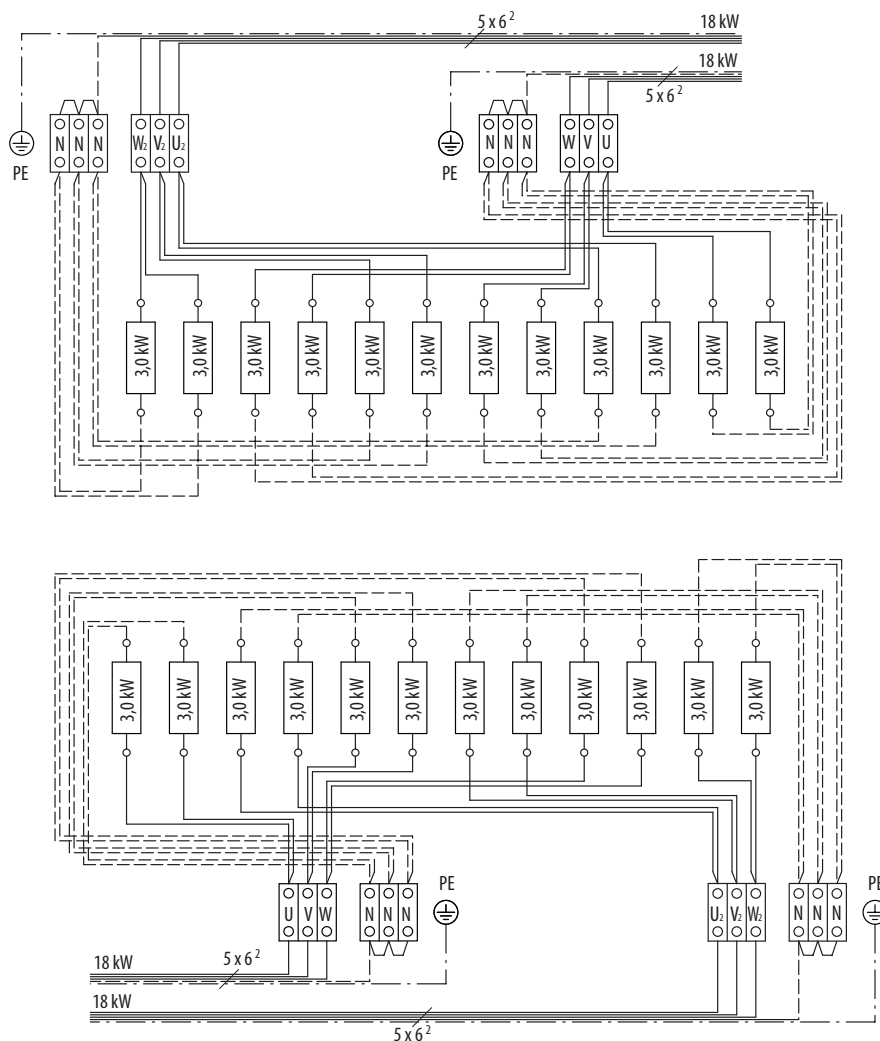 5 x 6² 18 kW
18 kW
5 x 6²
N N N W₂ V₂ U₂ N N N W V U
PE PE
3,0 kW 3,0 kW 3,0 kW 3,0 kW 3,0 kW 3,0 kW 3,0 kW 3,0 kW 3,0 kW 3,0 kW 3,0 kW 3,0 kW
3,0 kW 3,0 kW 3,0 kW 3,0 kW 3,0 kW 3,0 kW 3,0 kW 3,0 kW 3,0 kW 3,0 kW 3,0 kW 3,0 kW
PE PE
U V W N N N U₂ V₂ W₂ N N N
18 kW 5 x 6²
18 kW
5 x 6²